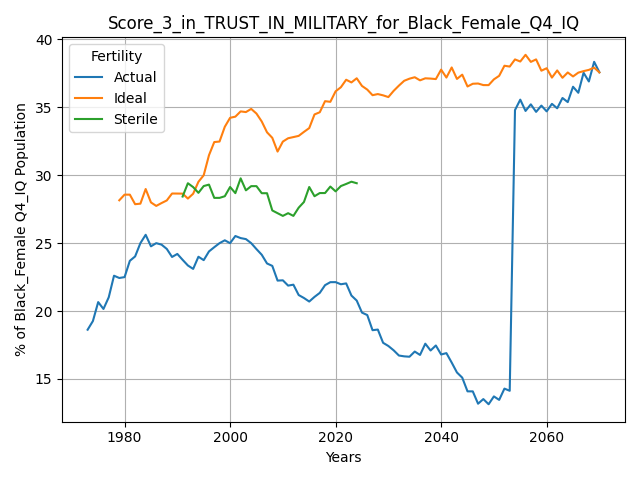 Score_3_in_TRUST_IN_MILITARY_for_Black_Female_Q4_IQ
Fertility
Actual
Ideal
Sterile
% of Black_Female Q4_IQ Population
40
35
30
25
20
15
1980
2000
2020
2040
2060
Years